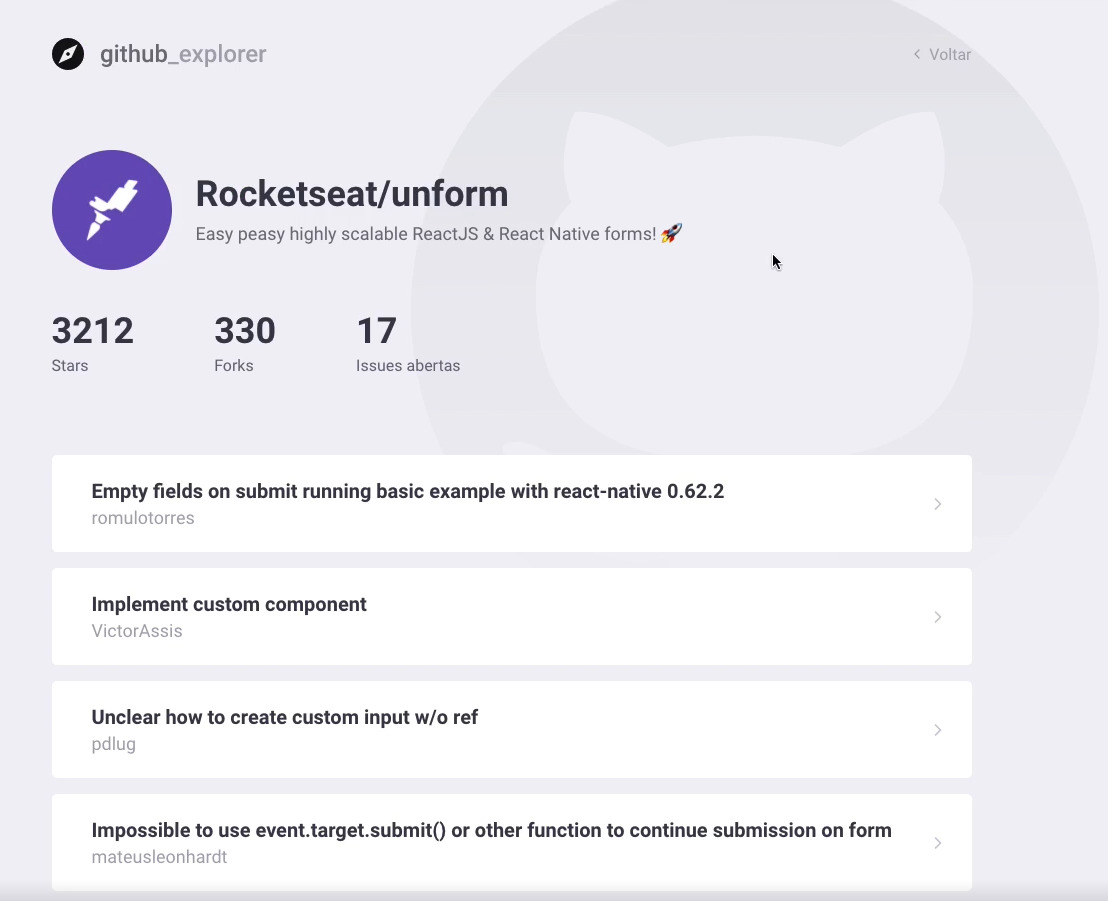 github_explorer
Voltar
Rocketseat/unform
Easy peasy highly scalable ReactJS & React Native forms! 🚀
3212 330 17
Stars Forks Issues abertas
Empty fields on submit running basic example with react-native 0.62.2
romulotorres
Implement custom component
VictorAssis
Unclear how to create custom input w/o ref
pdlug
Impossible to use event.target.submit() or other function to continue submission on form
mateusleonhardt